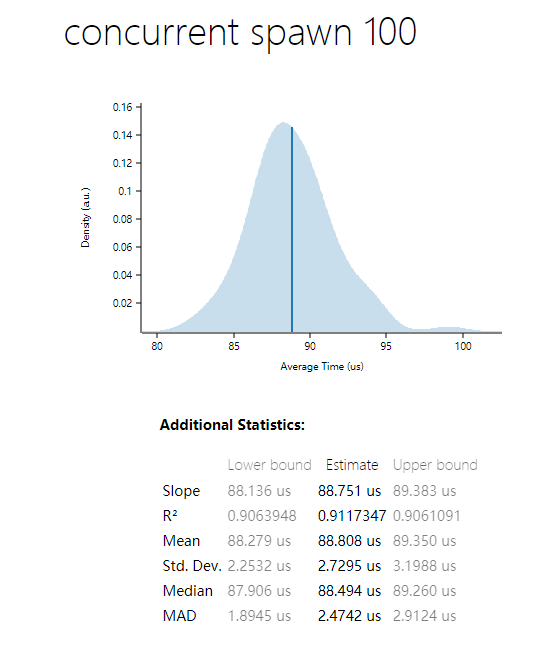 concurrent spawn 100
0.16
0.14
0.12
0.1
0.08
0.06
0.04
0.02
Density (a.u.)
80 85 90 95 100
Average Time (us)
Additional Statistics:
Lower bound Estimate Upper bound
Slope 88.136 us 88.751 us 89.383 us
R² 0.9063948 0.9117347 0.9061091
Mean 88.279 us 88.808 us 89.350 us
Std. Dev. 2.2532 us 2.7295 us 3.1988 us
Median 87.906 us 88.494 us 89.260 us
MAD 1.8945 us 2.4742 us 2.9124 us